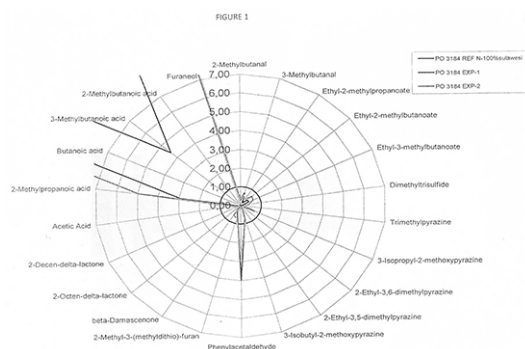 FIGURE 1
PO 3184 REF N-100%sulawesi
PO 3184 EXP-1
PO 3184 EXP-2
2-Methylbutanal
3-Methylbutanal
Ethyl-2-methylpropanoate
Ethyl-2-methylbutanoate
Ethyl-3-methylbutanoate
Dimethyltrisulfide
Trimethylpyrazine
3-Isopropyl-2-methoxypyrazine
2-Ethyl-3,6-dimethylpyrazine
2-Ethyl-3,5-dimethylpyrazine
3-Isobutyl-2-methoxypyrazine
Phenylacetaldehyde
2-Methyl-3-(methyldithio)-furan
beta-Damascenone
2-Octen-delta-lactone
2-Decen-delta-lactone
Acetic Acid
2-Methylpropanoic acid
Butanoic acid
3-Methylbutanoic acid
2-Methylbutanoic acid
Furaneol
7.00
6.00
5.00
4.00
3.00
2.00
1.00
0.00